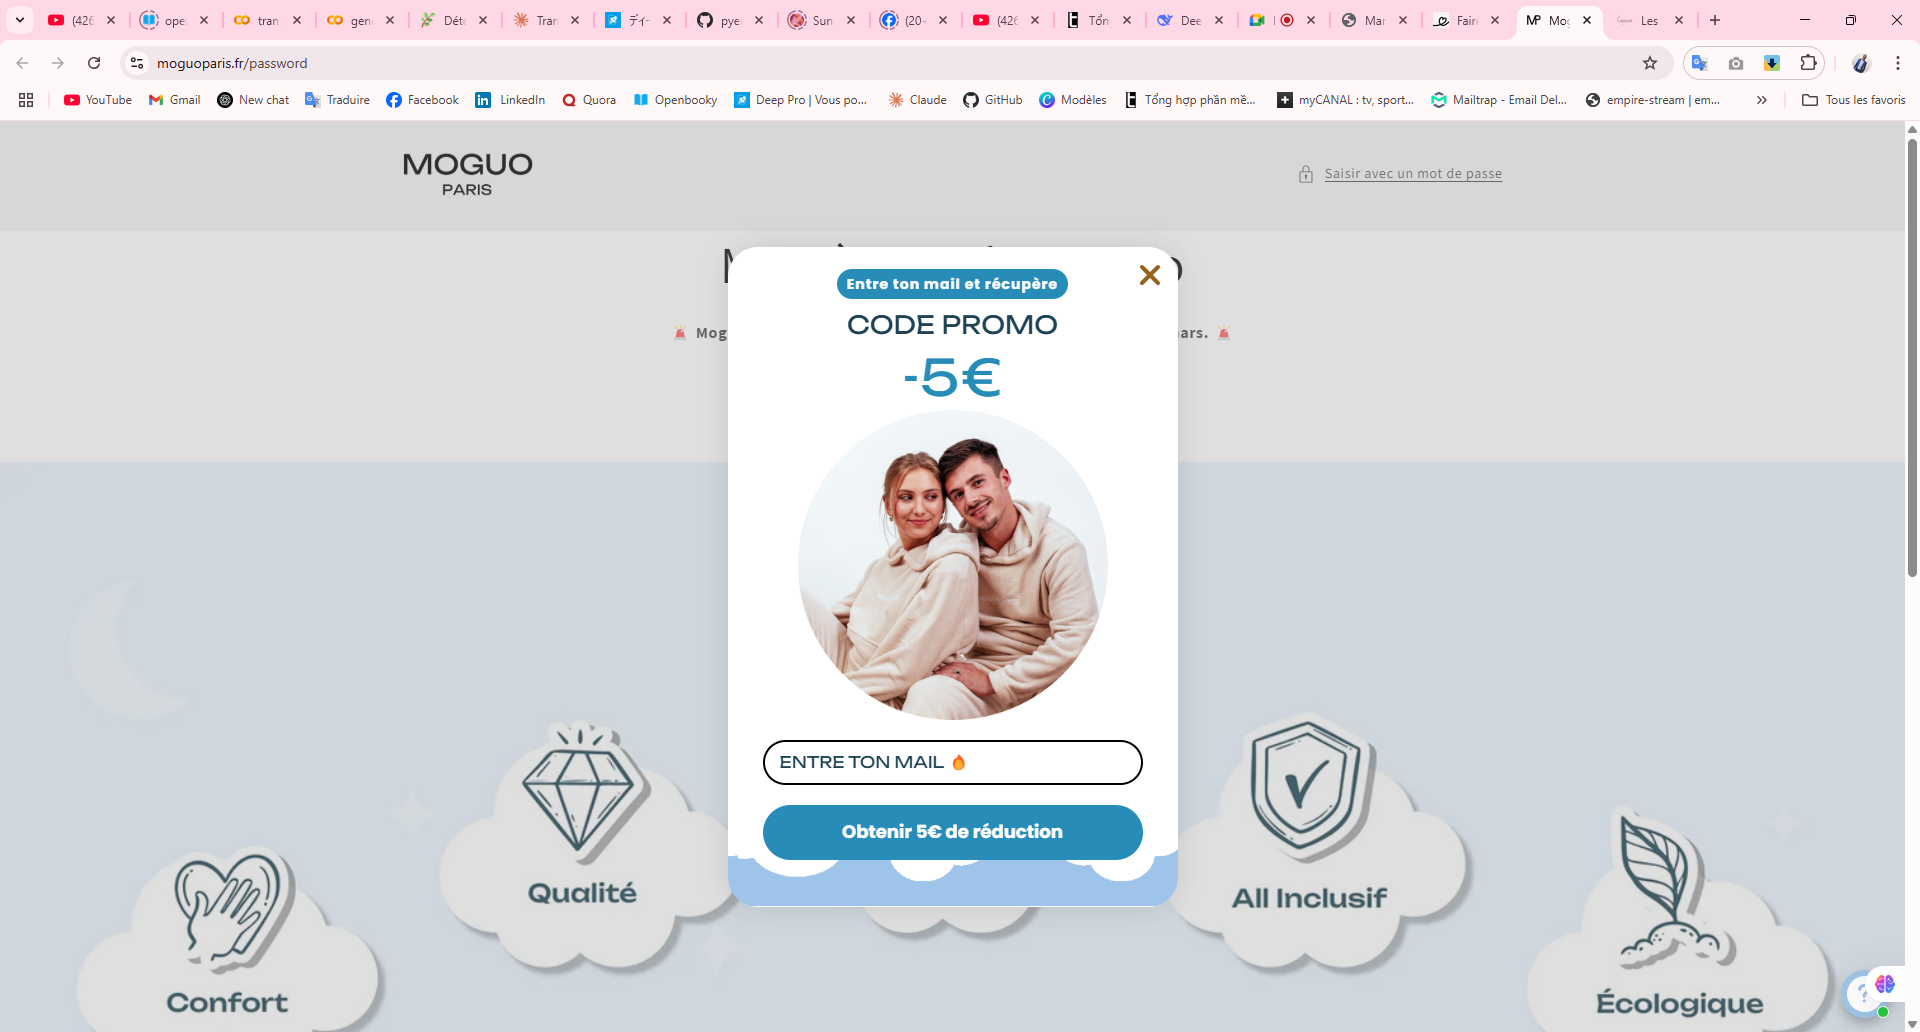 (426
ope
tran
gen
Déte
Tran
ディー
pye
Sun
(20+
(426
Tổn
Dee
Mar
Faire
Mog
Les
moguoparis.fr/password
YouTube
Gmail
New chat
Traduire
Facebook
LinkedIn
Quora
Openbooky
Deep Pro | Vous po...
Claude
GitHub
Modèles
Tổng hợp phần mề...
myCANAL : tv, sport...
Mailtrap - Email Del...
empire-stream | em...
Tous les favoris
MOGUO
PARIS
Saisir avec un mot de passe
🚨 Mog
ars. 🚨
Entre ton mail et récupère
CODE PROMO
-5€
ENTRE TON MAIL 🔥
Obtenir 5€ de réduction
Confort
Qualité
All Inclusif
Écologique